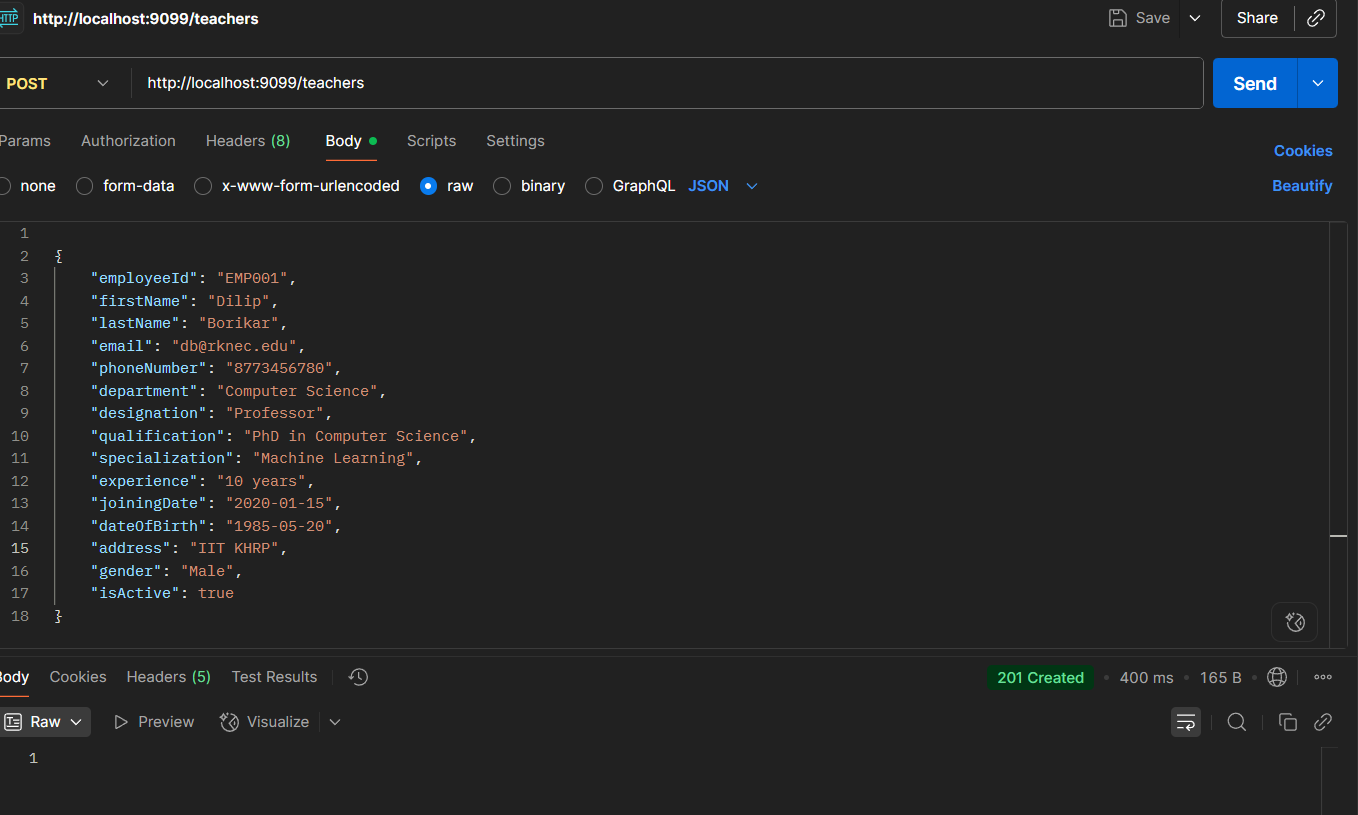 HTTP http://localhost:9099/teachers Save Share
POST http://localhost:9099/teachers Send
Params Authorization Headers (8) Body Scripts Settings Cookies
none form-data x-www-form-urlencoded raw binary GraphQL JSON Beautify
1
2 {
3 "employeeId": "EMP001",
4 "firstName": "Dilip",
5 "lastName": "Borikar",
6 "email": "db@rknec.edu",
7 "phoneNumber": "8773456780",
8 "department": "Computer Science",
9 "designation": "Professor",
10 "qualification": "PhD in Computer Science",
11 "specialization": "Machine Learning",
12 "experience": "10 years",
13 "joiningDate": "2020-01-15",
14 "dateOfBirth": "1985-05-20",
15 "address": "IIT KHRP",
16 "gender": "Male",
17 "isActive": true
18 }
Body Cookies Headers (5) Test Results 201 Created • 400 ms • 165 B •
Raw Preview Visualize
1